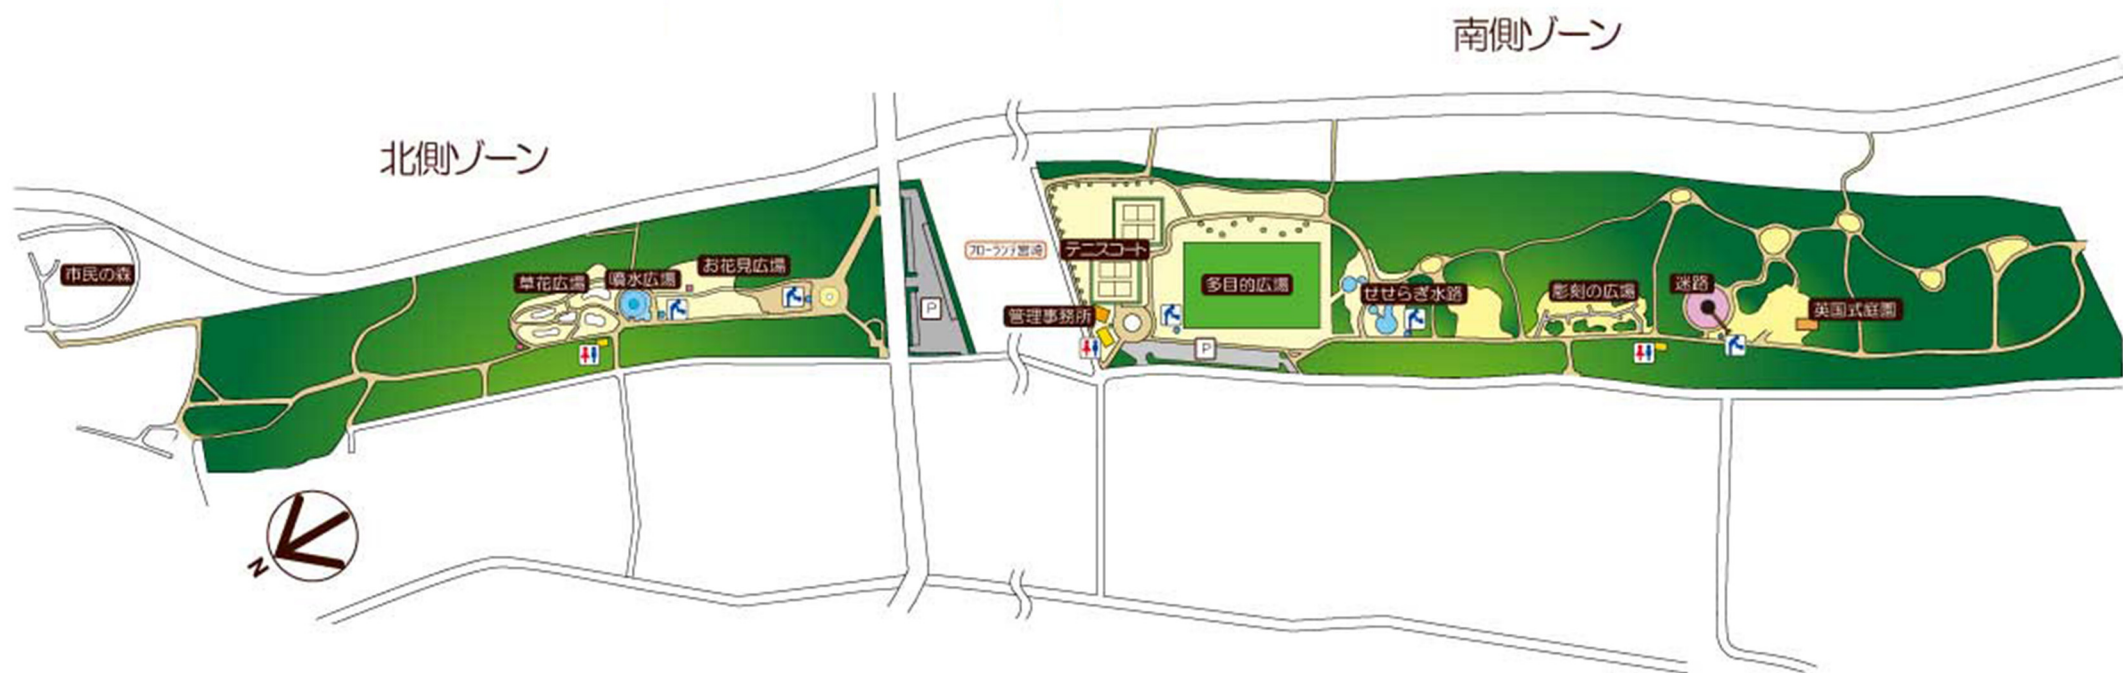 南側ゾーン
北側ゾーン
市民の森
草花広場
噴水広場
お花見広場
P
フローランテ宮崎
テニスコート
管理事務所
多目的広場
P
せせらぎ水路
彫刻の広場
迷路
英国式庭園
N